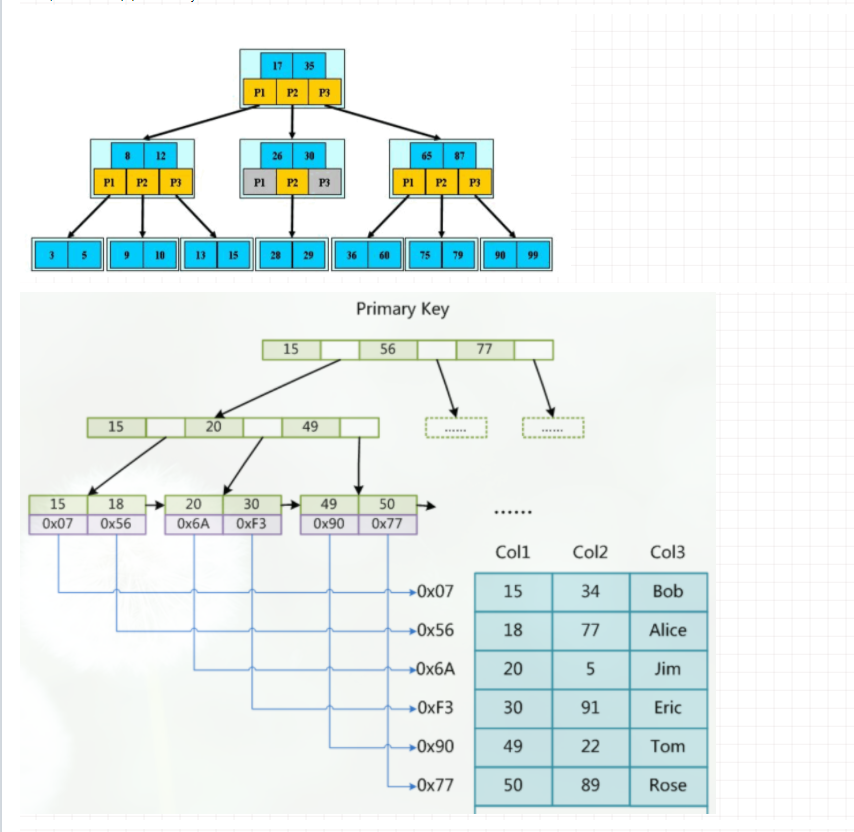 17 35
P1 P2 P3
8 12 26 30 65 87
P1 P2 P3 P1 P2 P3 P1 P2 P3
3 5 9 10 13 15 28 29 36 60 75 79 90 99
Primary Key
15 56 77
15 20 49 ...... ......
15 18 20 30 49 50
0x07 0x56 0x6A 0xF3 0x90 0x77
......
Col1 Col2 Col3
0x07 15 34 Bob
0x56 18 77 Alice
0x6A 20 5 Jim
0xF3 30 91 Eric
0x90 49 22 Tom
0x77 50 89 Rose